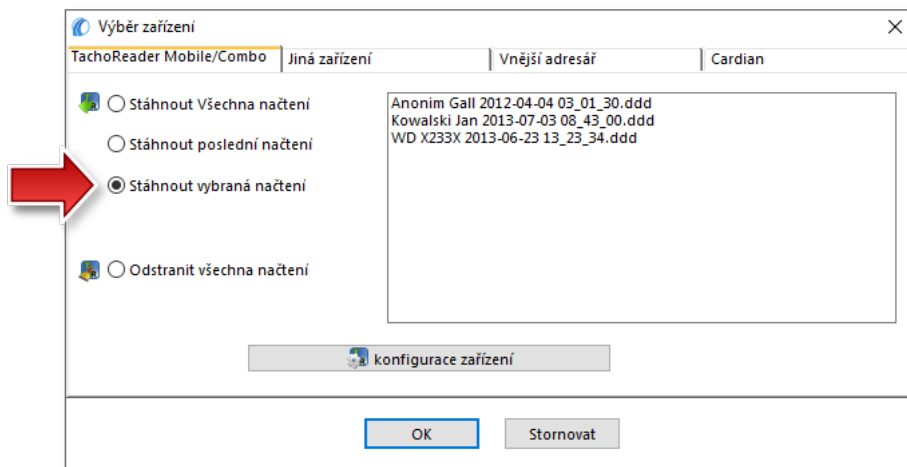 Výběr zařízení
TachoReader Mobile/Combo
Jiná zařízení
Vnější adresář
Cardian
Stáhnout Všechna načtení
Stáhnout poslední načtení
Stáhnout vybraná načtení
Odstranit všechna načtení
Anonim Gall 2012-04-04 03_01_30.ddd
Kowalski Jan 2013-07-03 08_43_00.ddd
WD X233X 2013-06-23 13_23_34.ddd
konfigurace zařízení
OK
Stornovat